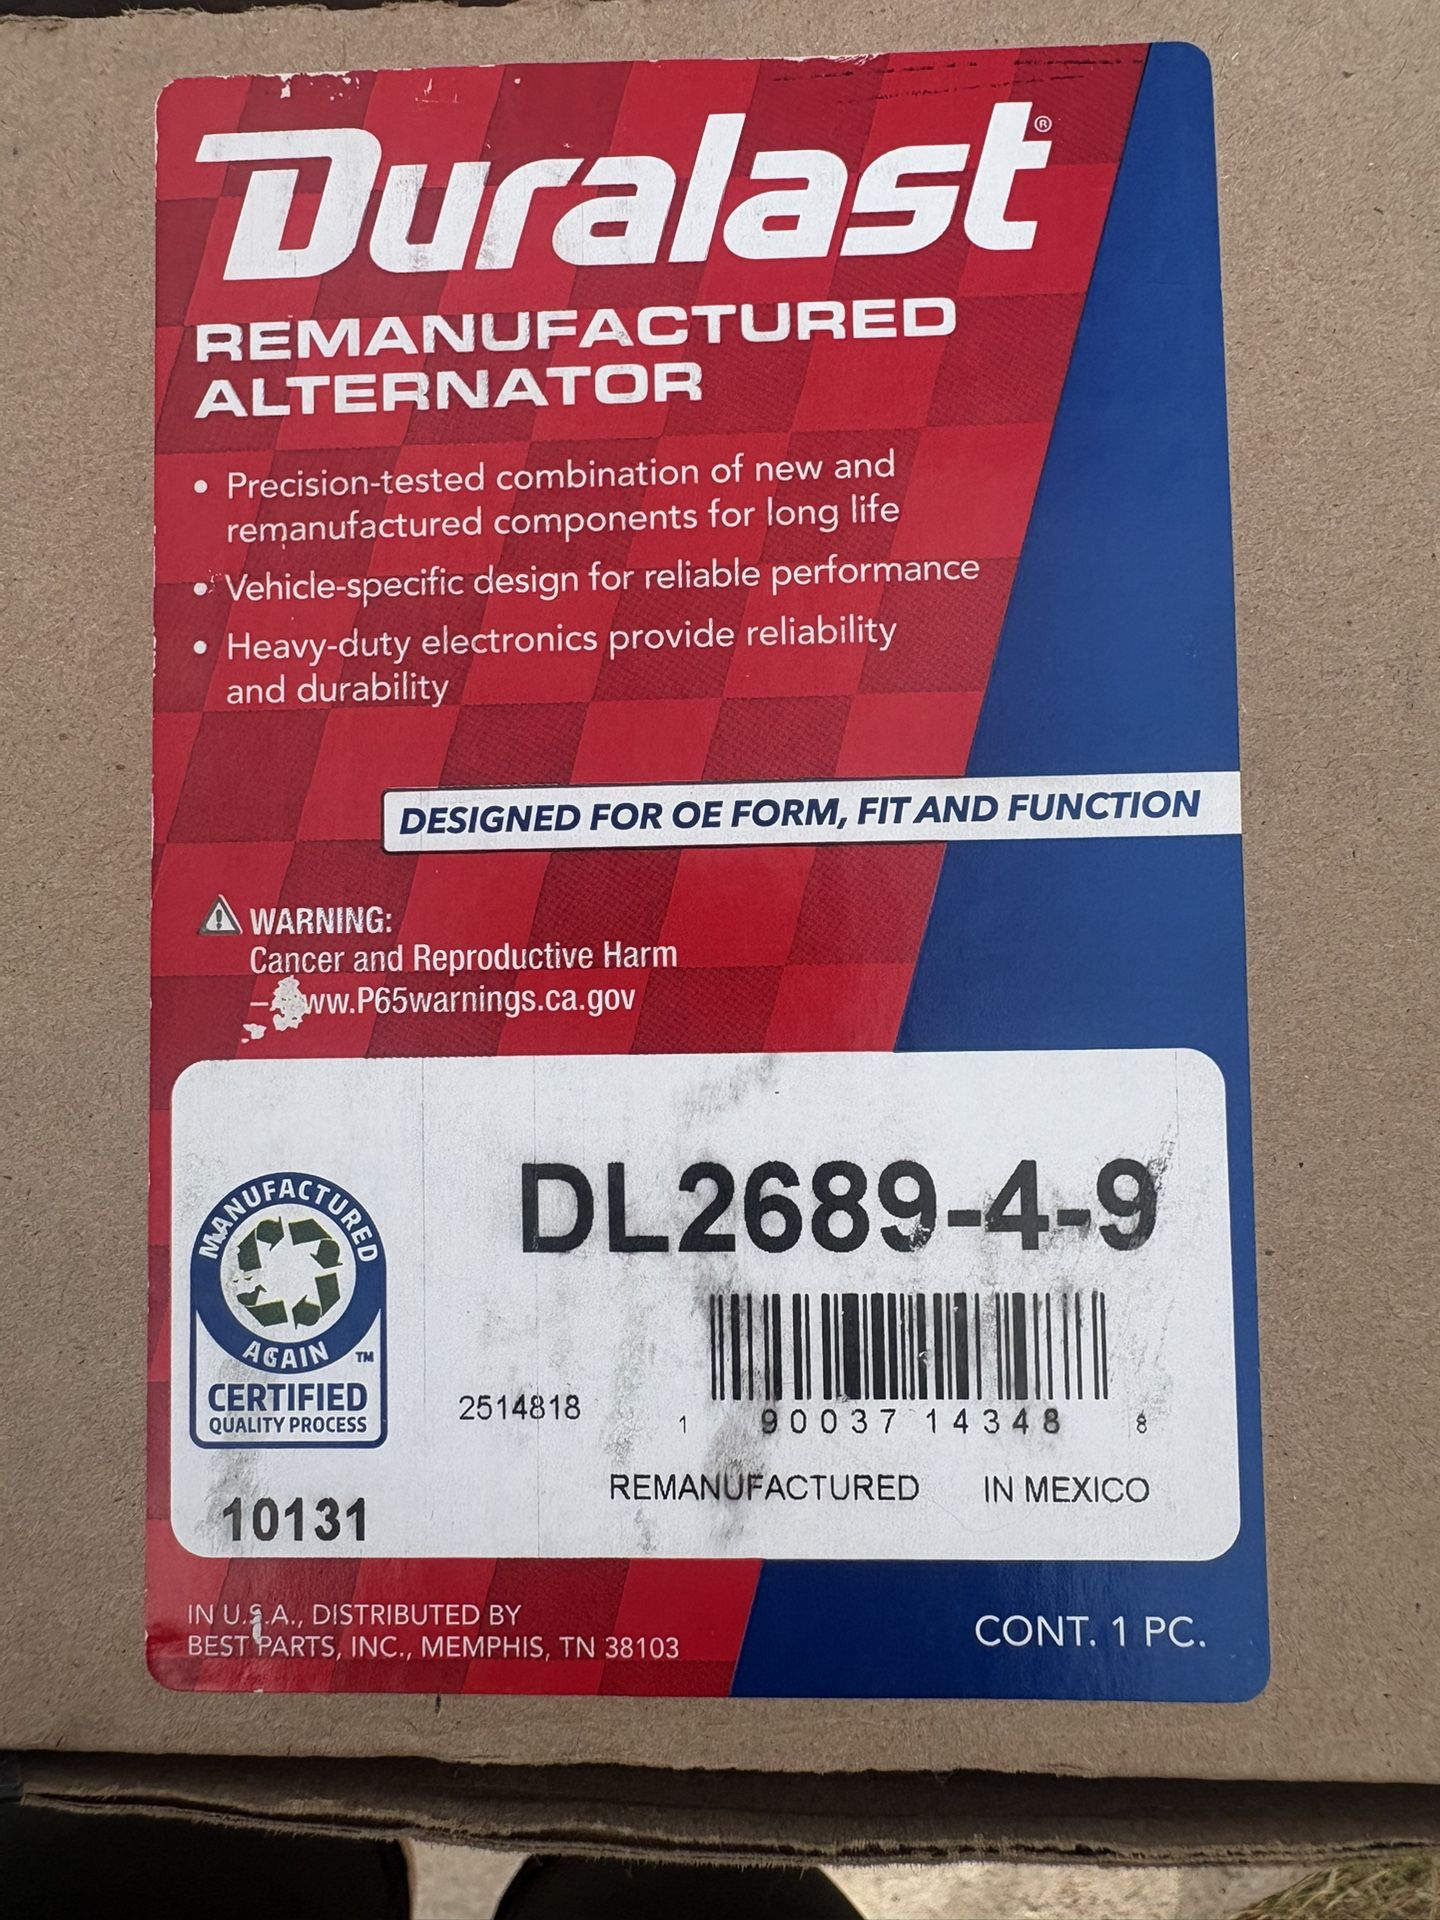 Duralast®
REMANUFACTURED
ALTERNATOR
• Precision-tested combination of new and
remanufactured components for long life
• Vehicle-specific design for reliable performance
• Heavy-duty electronics provide reliability
and durability
DESIGNED FOR OE FORM, FIT AND FUNCTION
⚠ WARNING:
Cancer and Reproductive Harm
– www.P65warnings.ca.gov
DL2689-4-9
MANUFACTURED
AGAIN ™
CERTIFIED
QUALITY PROCESS
2514818
1 90037 14348 8
REMANUFACTURED IN MEXICO
10131
IN U.S.A., DISTRIBUTED BY
BEST PARTS, INC., MEMPHIS, TN 38103
CONT. 1 PC.